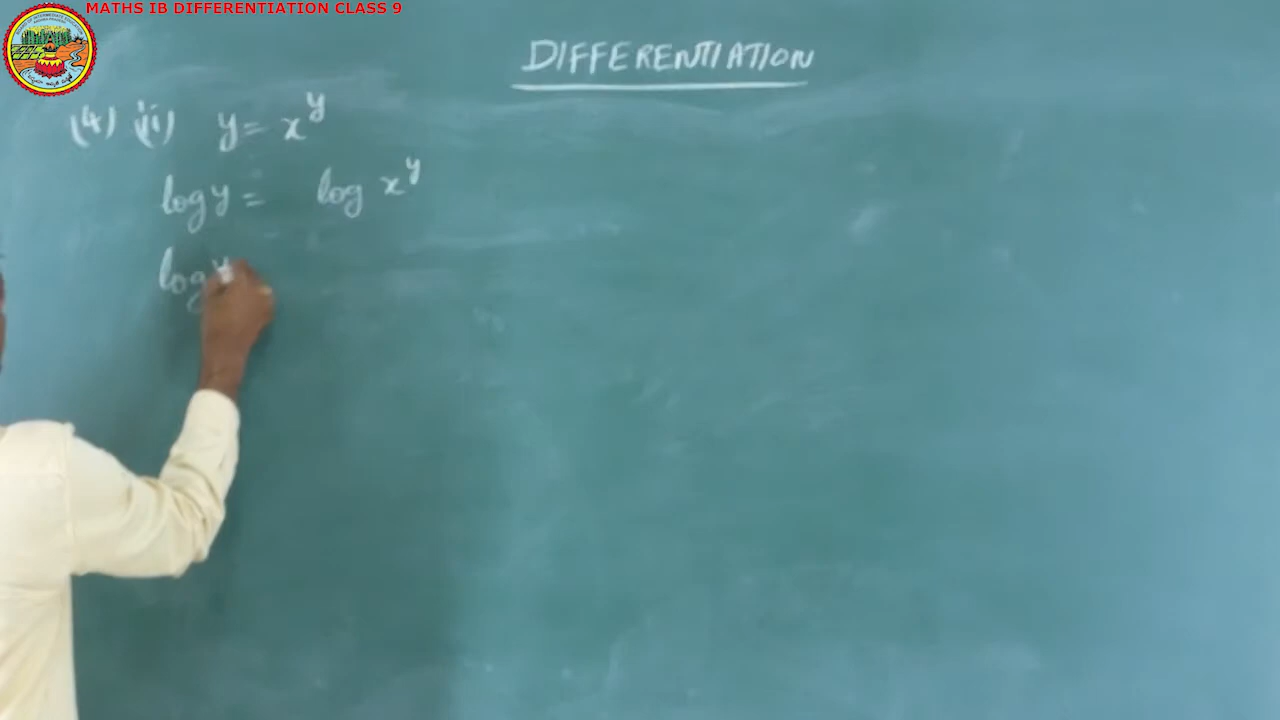 MATHS IB DIFFERENTIATION CLASS 9
DIFFERENTIATION
(4) (ii) y = x^y
log y = log x^y
log y